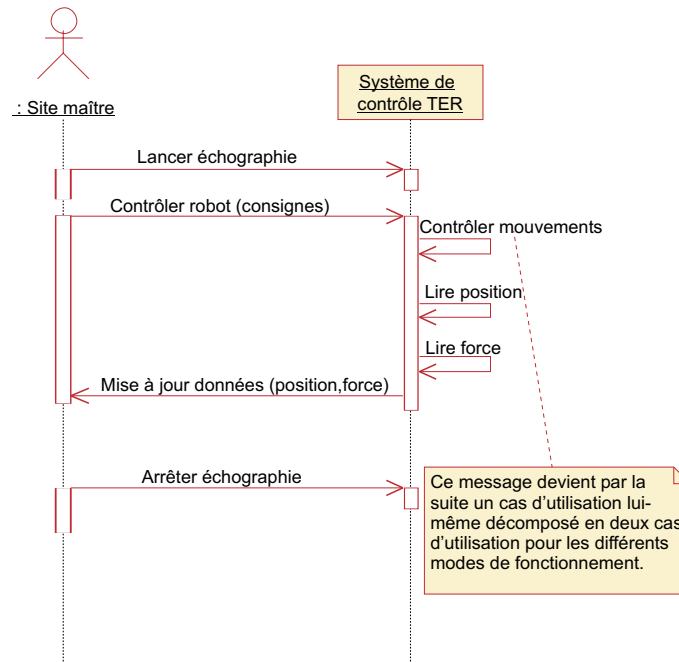 Système de
contrôle TER
: Site maître
Lancer échographie
Contrôler robot (consignes)
Contrôler mouvements
Lire position
Lire force
Mise à jour données (position,force)
Arrêter échographie
Ce message devient par la
suite un cas d'utilisation lui-
même décomposé en deux cas
d'utilisation pour les différents
modes de fonctionnement.